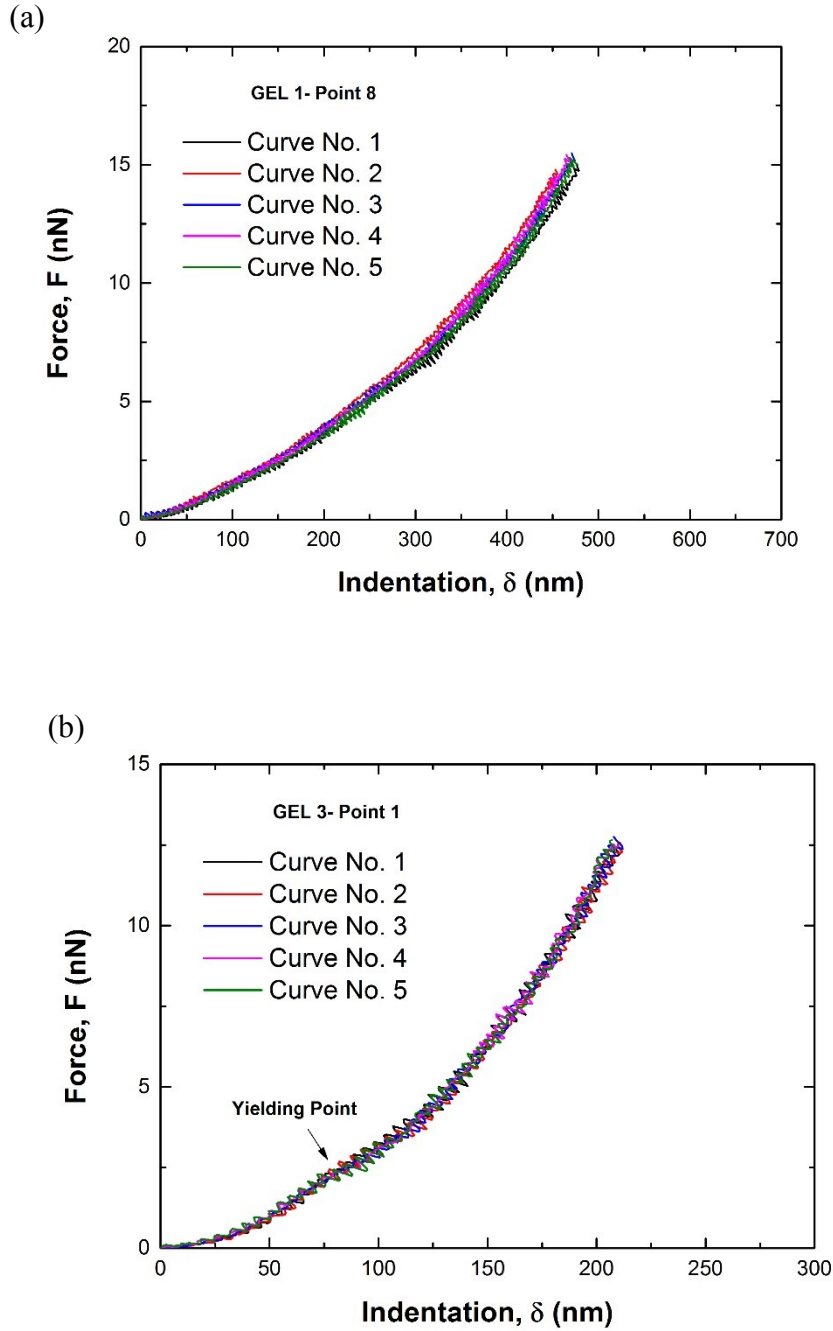 (a)
20
15
10
5
0
Force, F (nN)
GEL 1- Point 8
Curve No. 1
Curve No. 2
Curve No. 3
Curve No. 4
Curve No. 5
0 100 200 300 400 500 600 700
Indentation, δ (nm)
(b)
15
10
5
0
Force, F (nN)
GEL 3- Point 1
Curve No. 1
Curve No. 2
Curve No. 3
Curve No. 4
Curve No. 5
Yielding Point
0 50 100 150 200 250 300
Indentation, δ (nm)